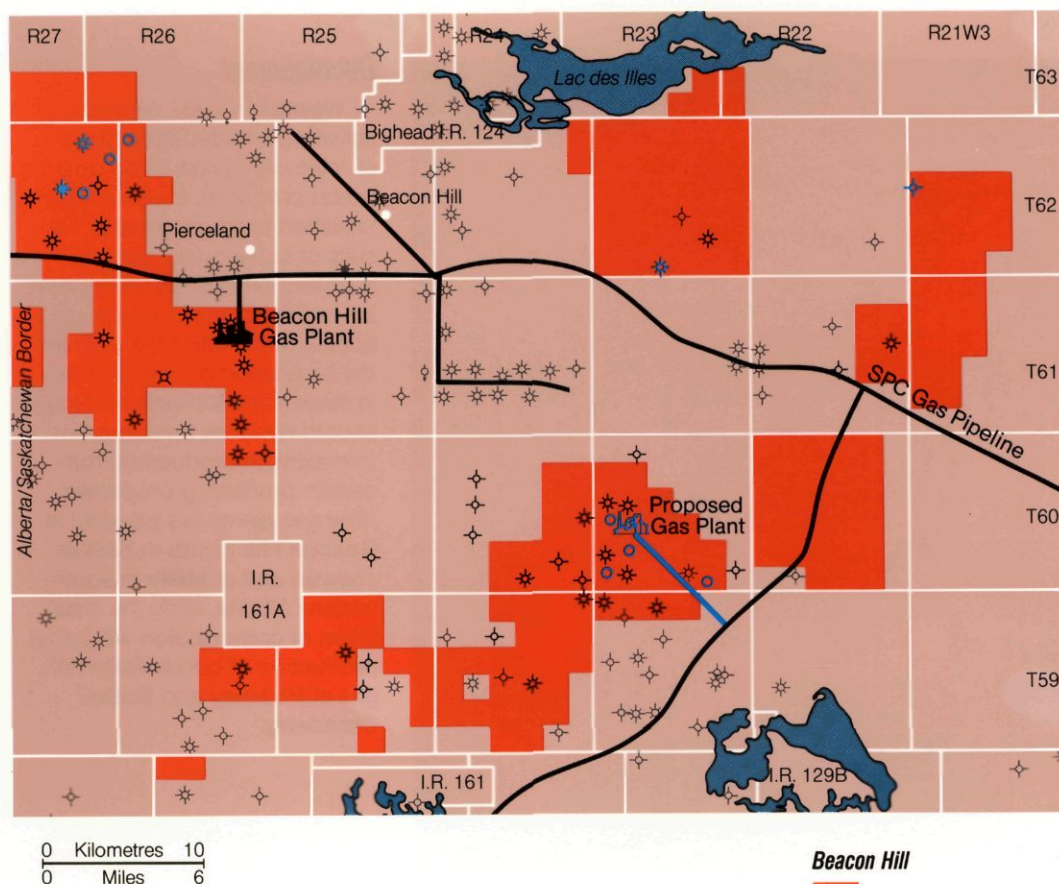 R27
R26
R25
R24
R23
R22
R21W3
Lac des Illes
T63
Bighead I.R. 124
Beacon Hill
T62
Pierceland
Beacon Hill
Gas Plant
Alberta/Saskatchewan Border
T61
SPC Gas Pipeline
Proposed
Gas Plant
T60
I.R.
161A
T59
I.R. 161
I.R. 129B
0 Kilometres 10
0 Miles 6
Beacon Hill